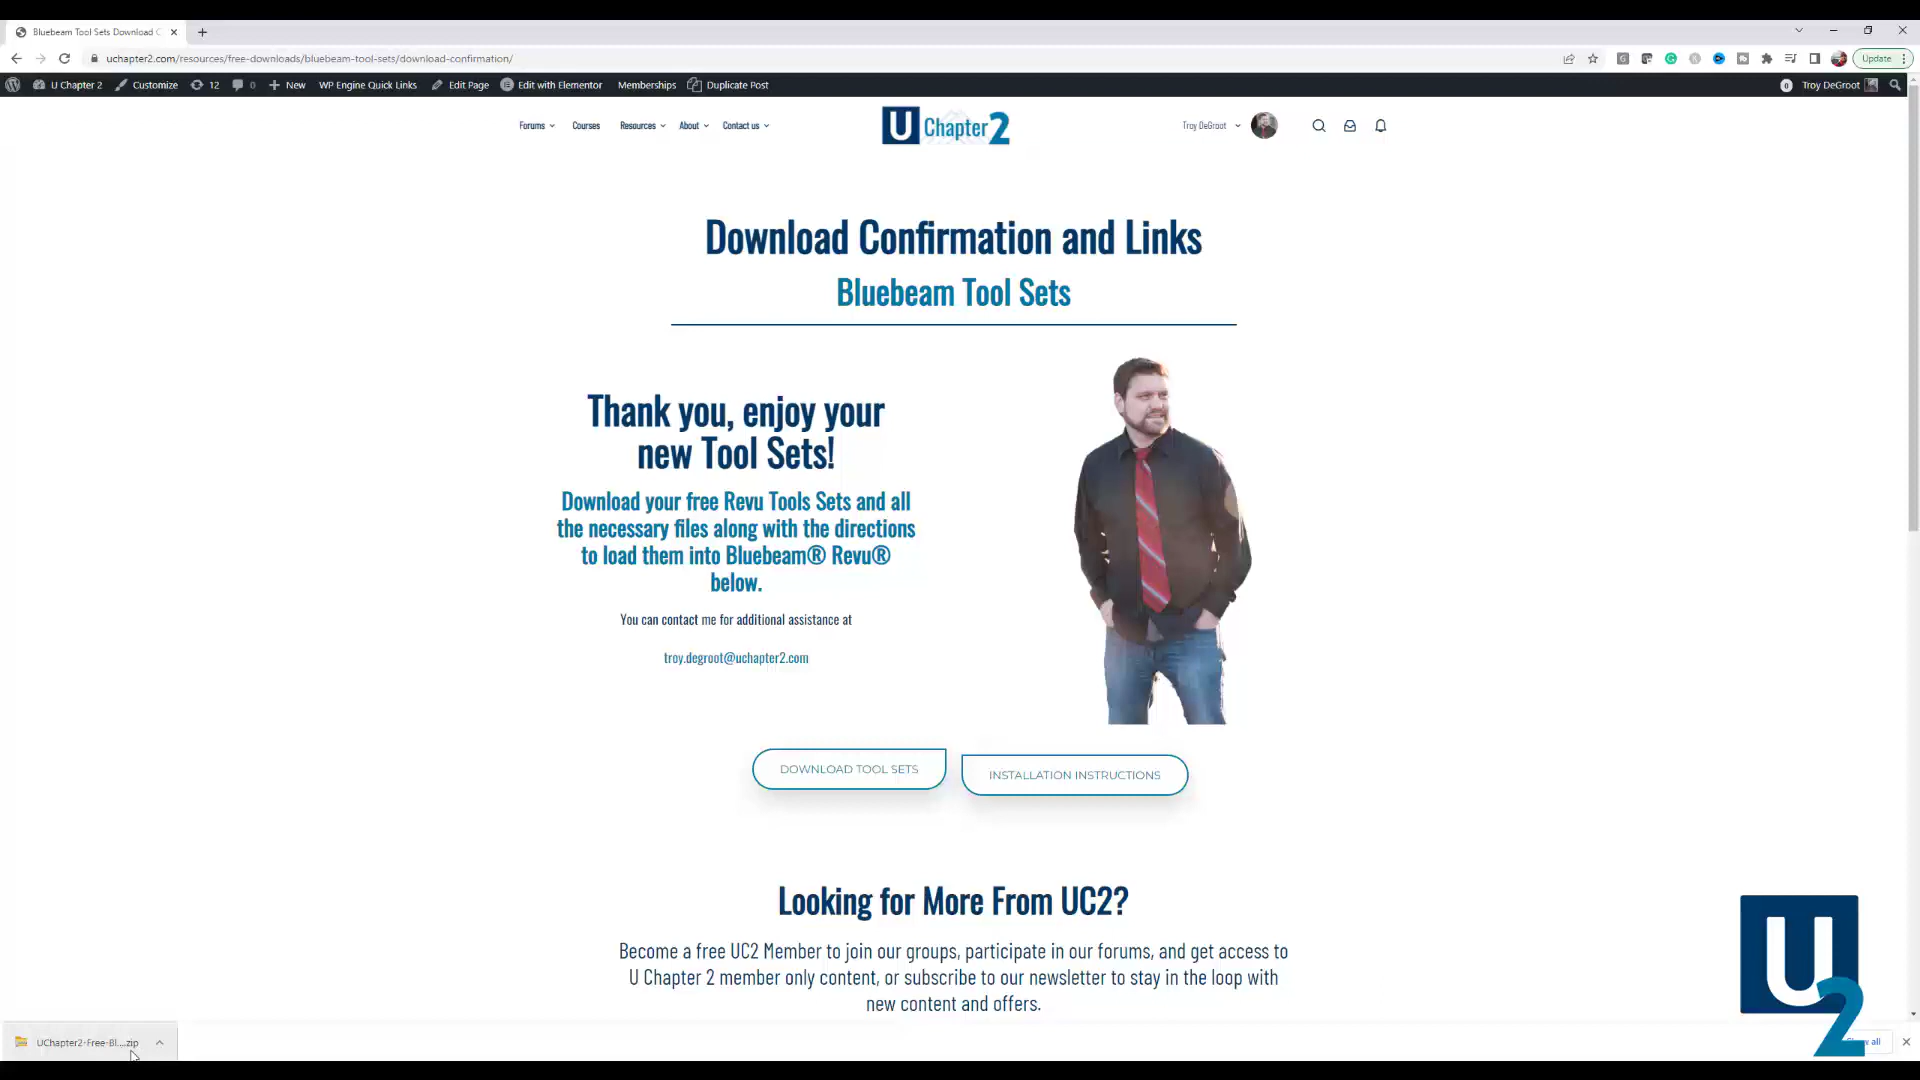 Bluebeam Tool Sets Download C
uchapter2.com/resources/free-downloads/bluebeam-tool-sets/download-confirmation/
Update
U Chapter 2
Customize
12
0
New
WP Engine Quick Links
Edit Page
Edit with Elementor
Memberships
Duplicate Post
0
Troy DeGroot
Forums
Courses
Resources
About
Contact us
U Chapter 2
Troy DeGroot
Download Confirmation and Links
Bluebeam Tool Sets
Thank you, enjoy your
new Tool Sets!
Download your free Revu Tools Sets and all
the necessary files along with the directions
to load them into Bluebeam® Revu®
below.
You can contact me for additional assistance at
troy.degroot@uchapter2.com
DOWNLOAD TOOL SETS
INSTALLATION INSTRUCTIONS
Looking for More From UC2?
Become a free UC2 Member to join our groups, participate in our forums, and get access to
U Chapter 2 member only content, or subscribe to our newsletter to stay in the loop with
new content and offers.
U2
UChapter2-Free-Bl....zip
all